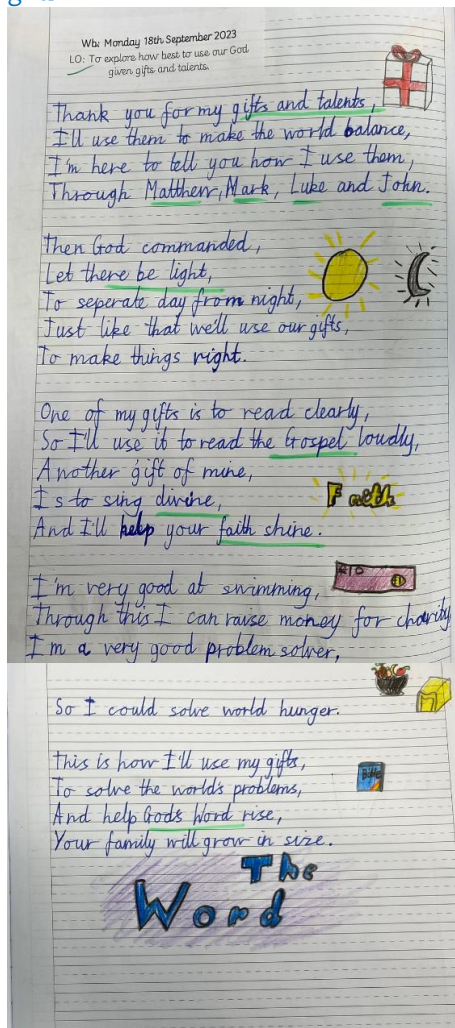 Wb: Monday 18th September 2023
LO: To explore how best to use our God
given gifts and talents.
Thank you for my gifts and talents,
I'll use them to make the world balance,
I'm here to tell you how I use them,
Through Matthew, Mark, Luke and John.
Then God commanded,
Let there be light,
To seperate day from night,
Just like that we'll use our gifts,
To make things right.
One of my gifts is to read clearly,
So I'll use it to read the Gospel loudly,
Another gift of mine,
Is to sing divine,
Faith
And I'll help your faith shine.
I'm very good at swimming,
Through this I can raise money for charity
I'm a very good problem solver,
So I could solve world hunger.
This is how I'll use my gifts,
To solve the world's problems,
Bible
And help God's Word rise,
Your family will grow in size.
The
Word